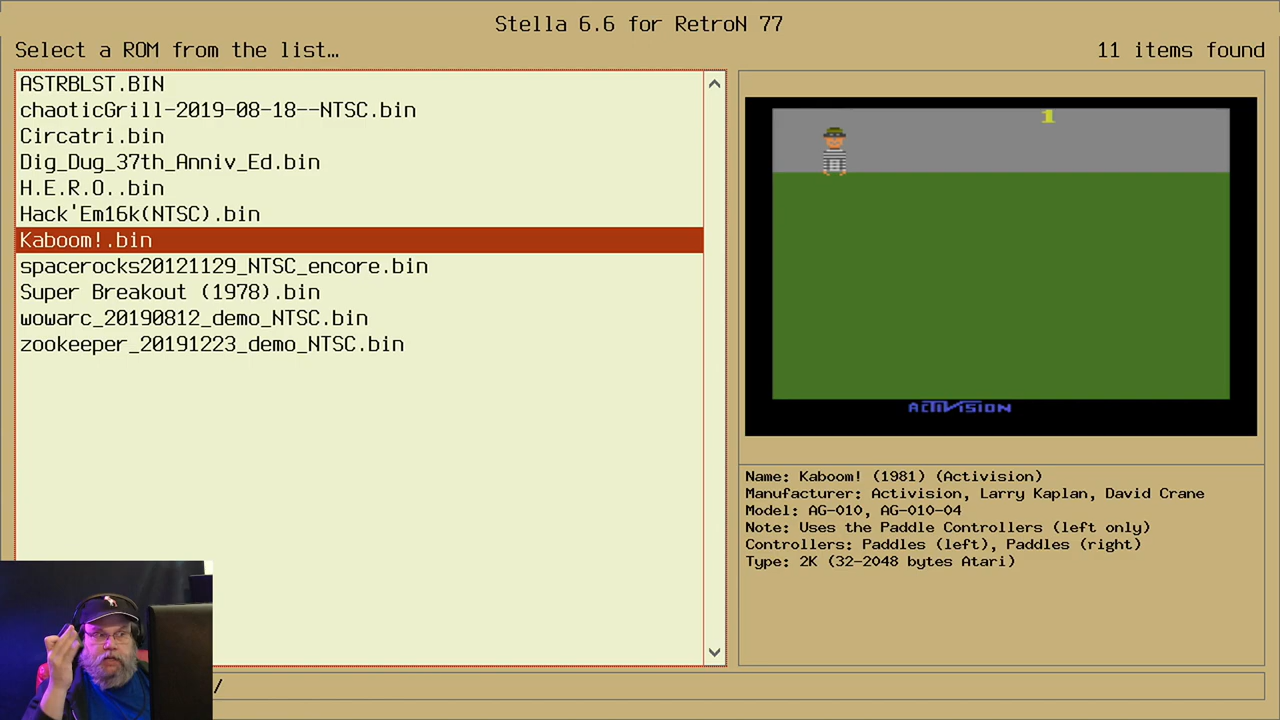 Stella 6.6 for RetroN 77
Select a ROM from the list…
11 items found
ASTRBLST.BIN
chaoticGrill-2019-08-18--NTSC.bin
Circatri.bin
Dig_Dug_37th_Anniv_Ed.bin
H.E.R.O..bin
Hack'Em16k(NTSC).bin
Kaboom!.bin
spacerocks20121129_NTSC_encore.bin
Super Breakout (1978).bin
wowarc_20190812_demo_NTSC.bin
zookeeper_20191223_demo_NTSC.bin
1
ACTIVISION
Name: Kaboom! (1981) (Activision)
Manufacturer: Activision, Larry Kaplan, David Crane
Model: AG-010, AG-010-04
Note: Uses the Paddle Controllers (left only)
Controllers: Paddles (left), Paddles (right)
Type: 2K (32-2048 bytes Atari)
/